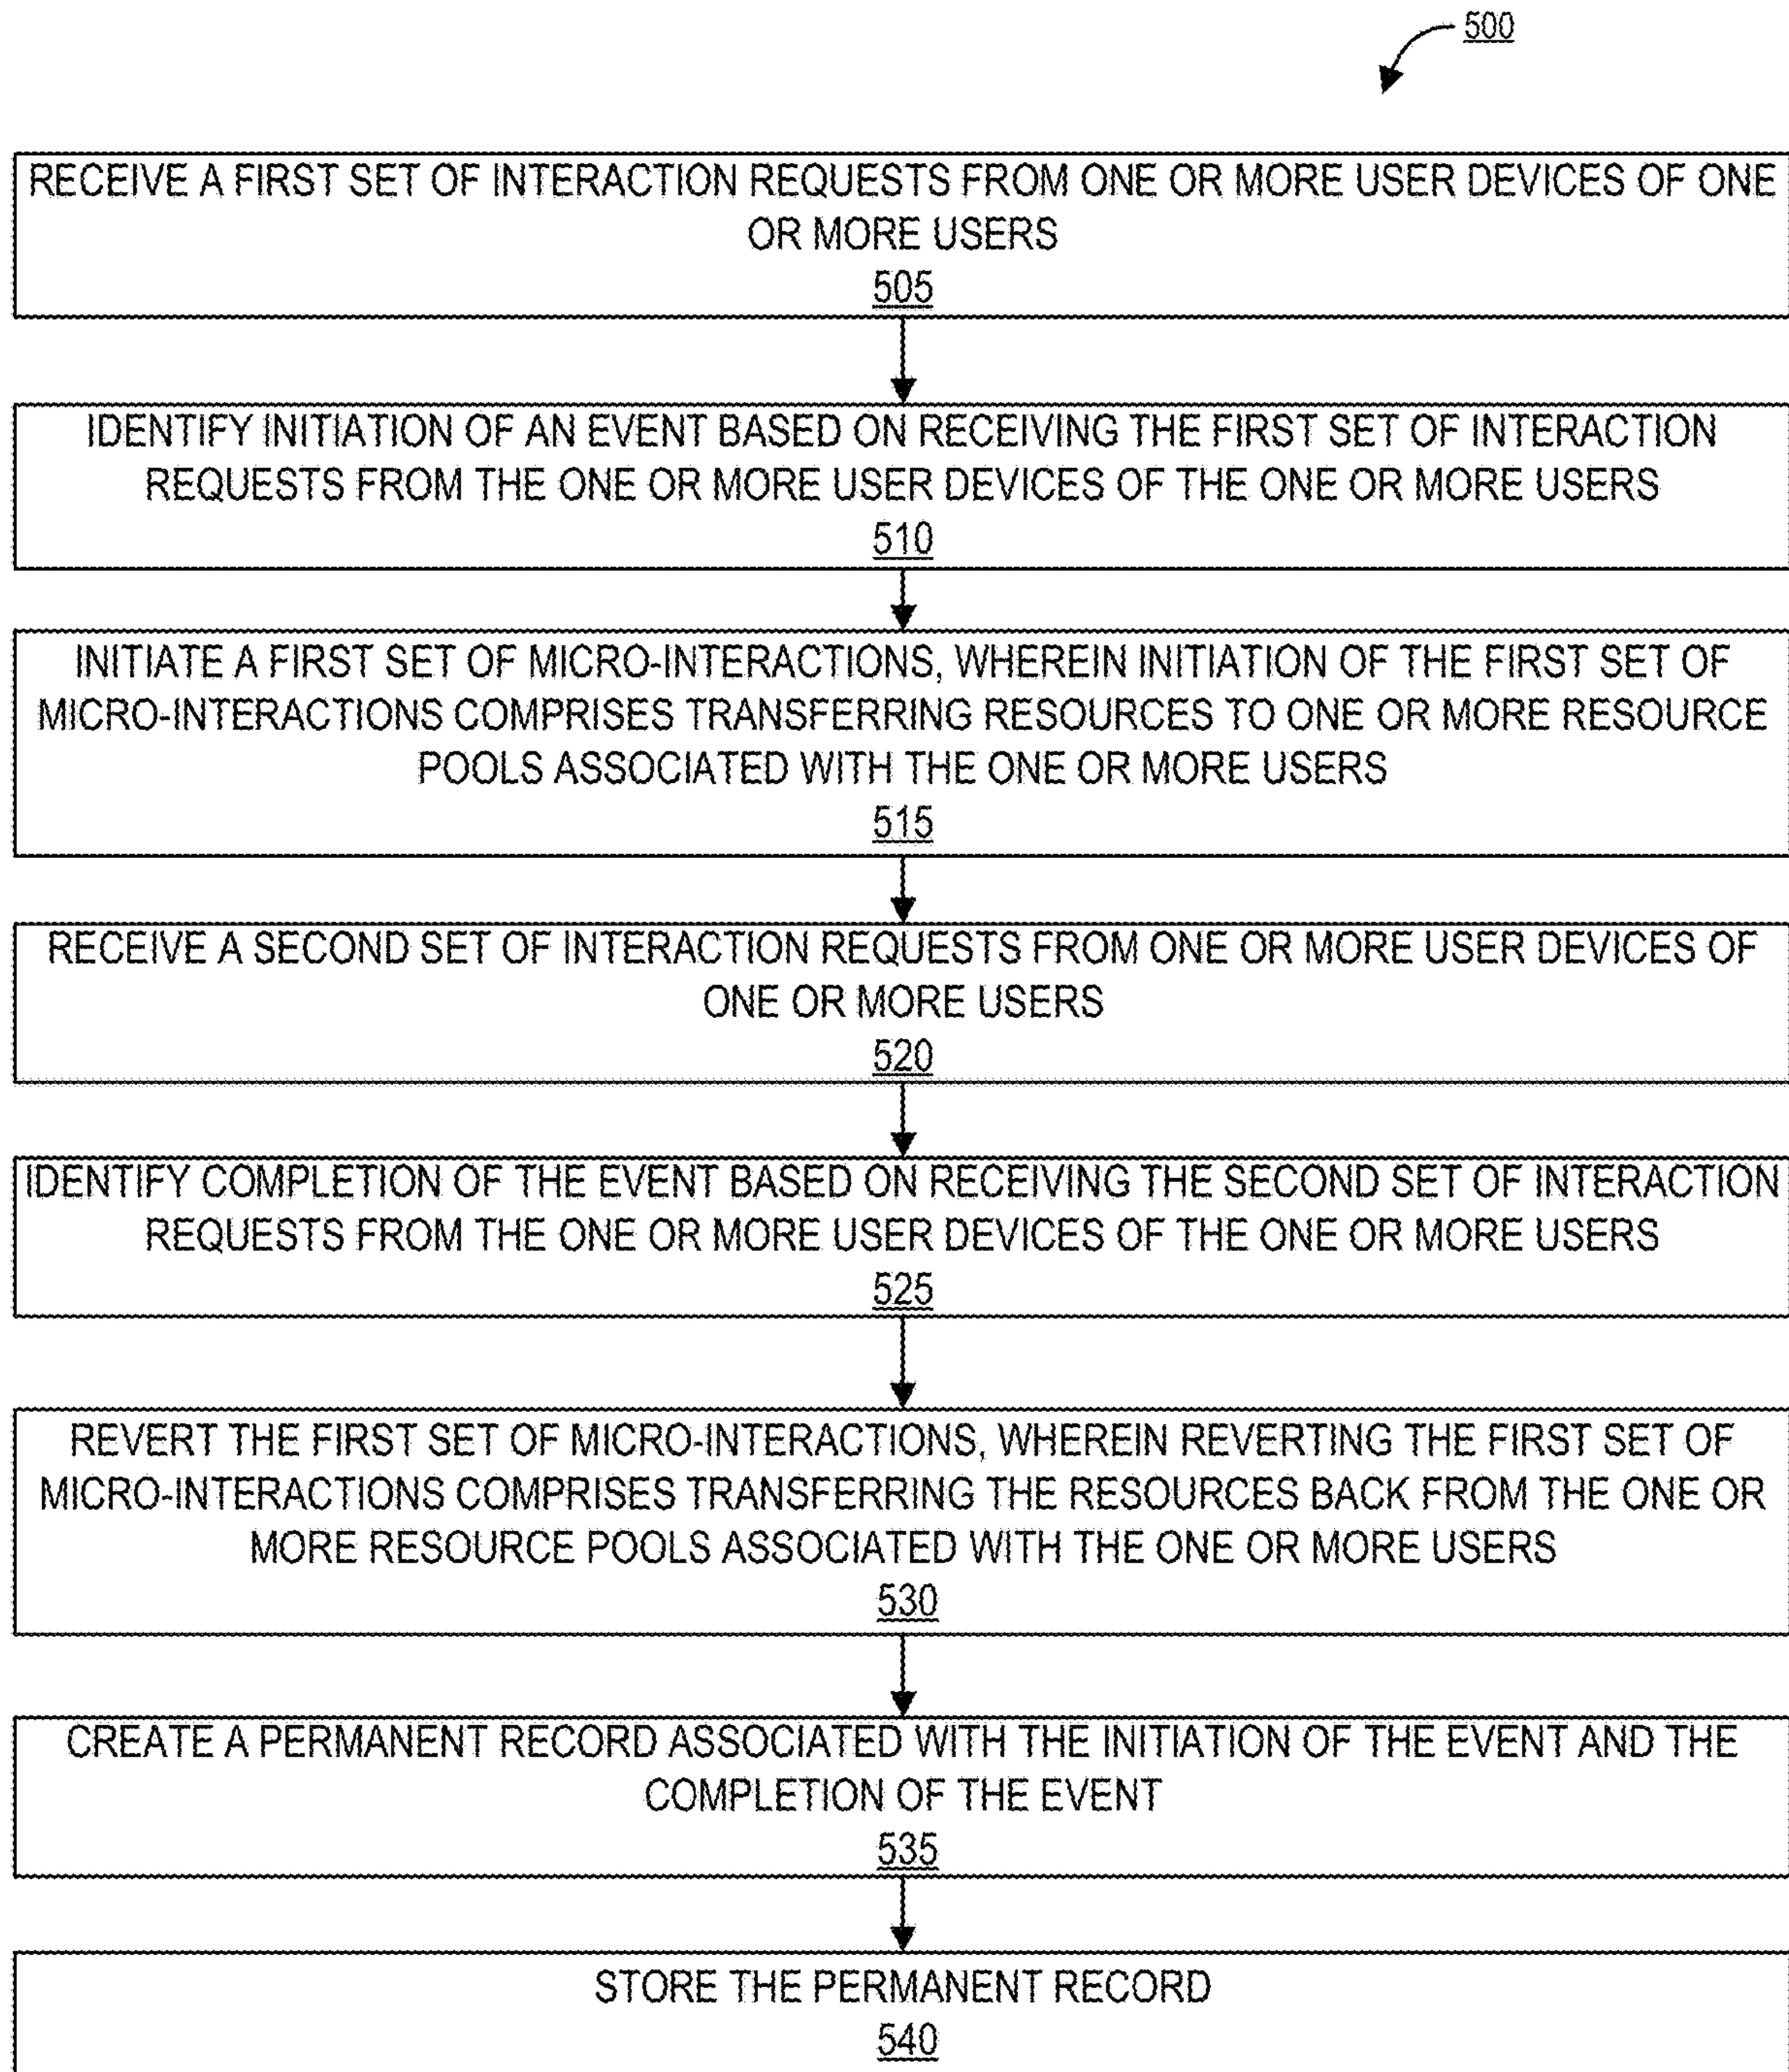 500
RECEIVE A FIRST SET OF INTERACTION REQUESTS FROM ONE OR MORE USER DEVICES OF ONE
OR MORE USERS
505
IDENTIFY INITIATION OF AN EVENT BASED ON RECEIVING THE FIRST SET OF INTERACTION
REQUESTS FROM THE ONE OR MORE USER DEVICES OF THE ONE OR MORE USERS
510
INITIATE A FIRST SET OF MICRO-INTERACTIONS, WHEREIN INITIATION OF THE FIRST SET OF
MICRO-INTERACTIONS COMPRISES TRANSFERRING RESOURCES TO ONE OR MORE RESOURCE
POOLS ASSOCIATED WITH THE ONE OR MORE USERS
515
RECEIVE A SECOND SET OF INTERACTION REQUESTS FROM ONE OR MORE USER DEVICES OF
ONE OR MORE USERS
520
IDENTIFY COMPLETION OF THE EVENT BASED ON RECEIVING THE SECOND SET OF INTERACTION
REQUESTS FROM THE ONE OR MORE USER DEVICES OF THE ONE OR MORE USERS
525
REVERT THE FIRST SET OF MICRO-INTERACTIONS, WHEREIN REVERTING THE FIRST SET OF
MICRO-INTERACTIONS COMPRISES TRANSFERRING THE RESOURCES BACK FROM THE ONE OR
MORE RESOURCE POOLS ASSOCIATED WITH THE ONE OR MORE USERS
530
CREATE A PERMANENT RECORD ASSOCIATED WITH THE INITIATION OF THE EVENT AND THE
COMPLETION OF THE EVENT
535
STORE THE PERMANENT RECORD
540